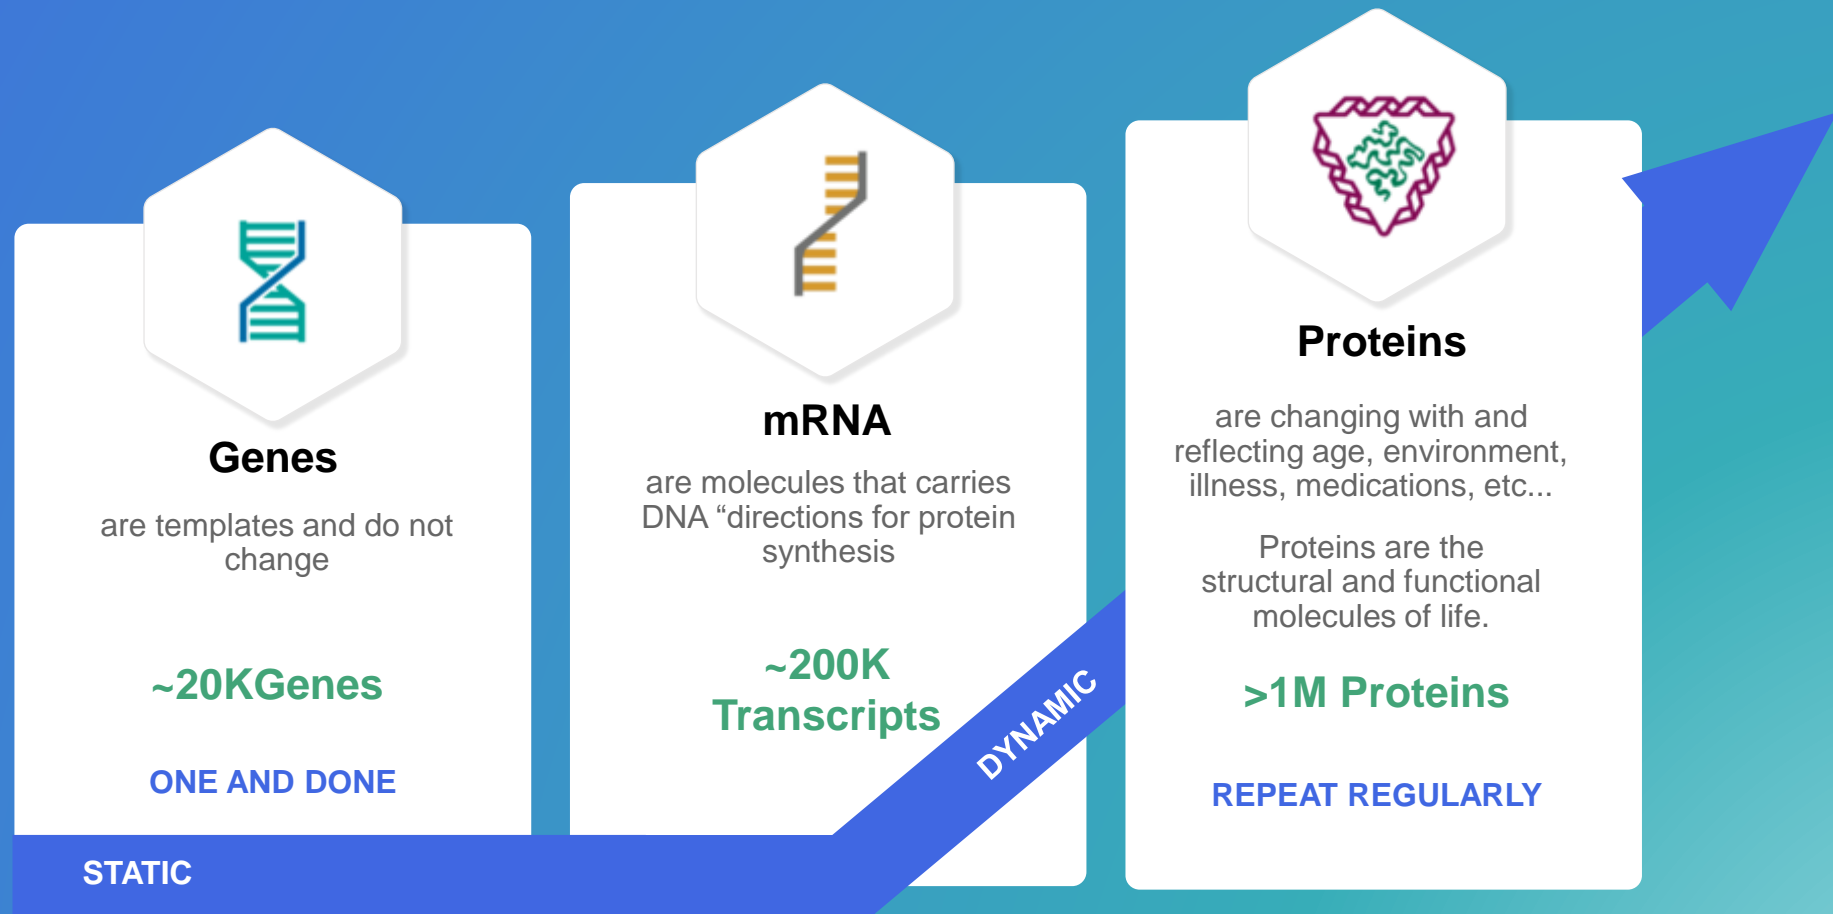 Genes
are templates and do not
change
~20KGenes
ONE AND DONE
STATIC
mRNA
are molecules that carries
DNA “directions for protein
synthesis
~200K
Transcripts
DYNAMIC
Proteins
are changing with and
reflecting age, environment,
illness, medications, etc...
Proteins are the
structural and functional
molecules of life.
>1M Proteins
REPEAT REGULARLY